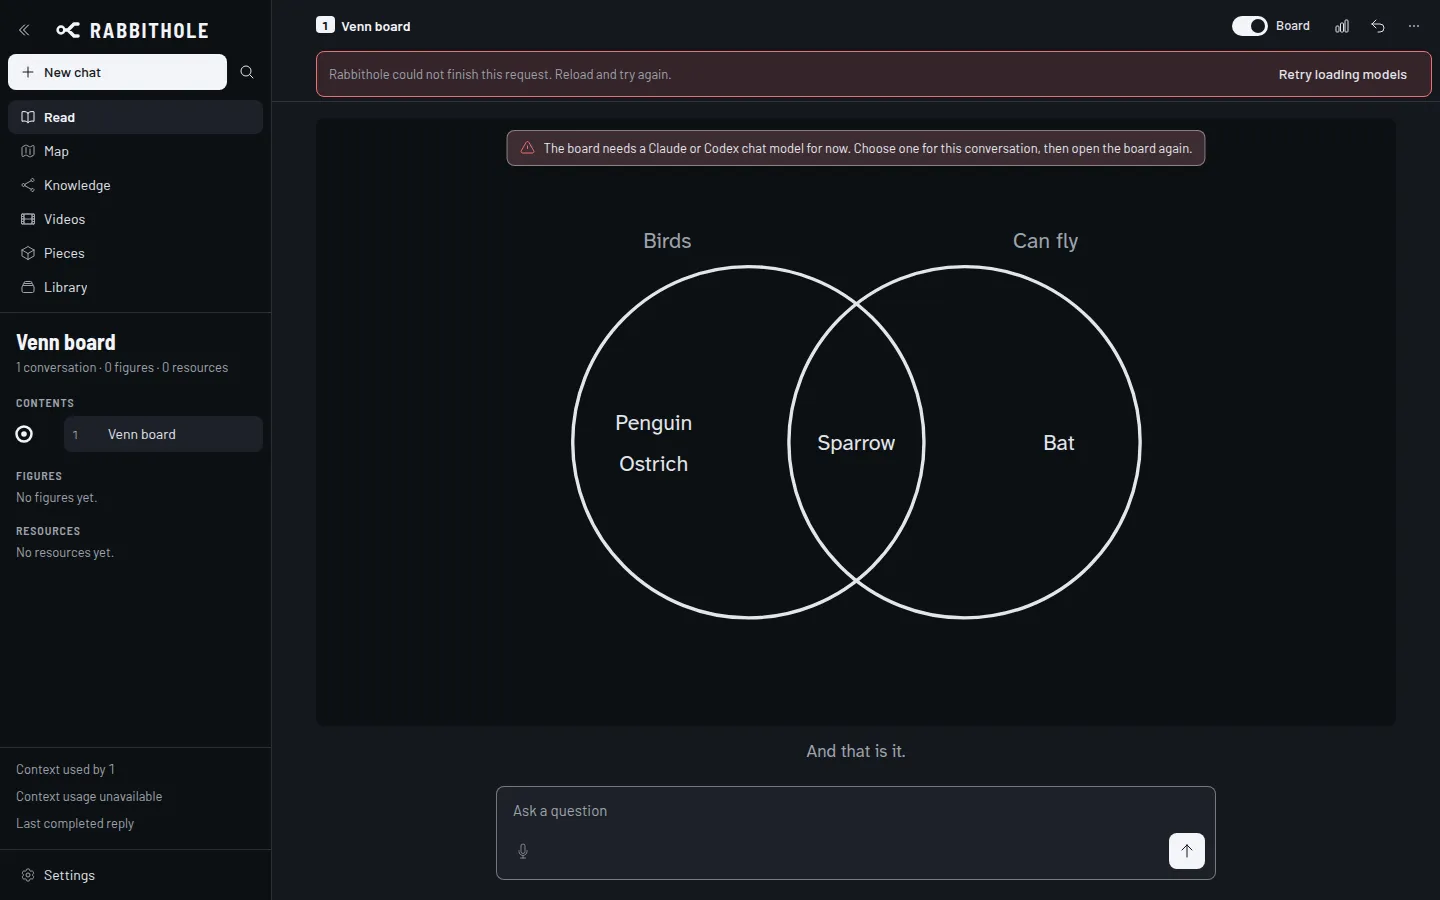 RABBITHOLE
New chat
Read
Map
Knowledge
Videos
Pieces
Library
Venn board
1 conversation · 0 figures · 0 resources
CONTENTS
1 Venn board
FIGURES
No figures yet.
RESOURCES
No resources yet.
Context used by 1
Context usage unavailable
Last completed reply
Settings
1 Venn board
Board
Rabbithole could not finish this request. Reload and try again.
Retry loading models
The board needs a Claude or Codex chat model for now. Choose one for this conversation, then open the board again.
Birds
Can fly
Penguin
Ostrich
Sparrow
Bat
And that is it.
Ask a question